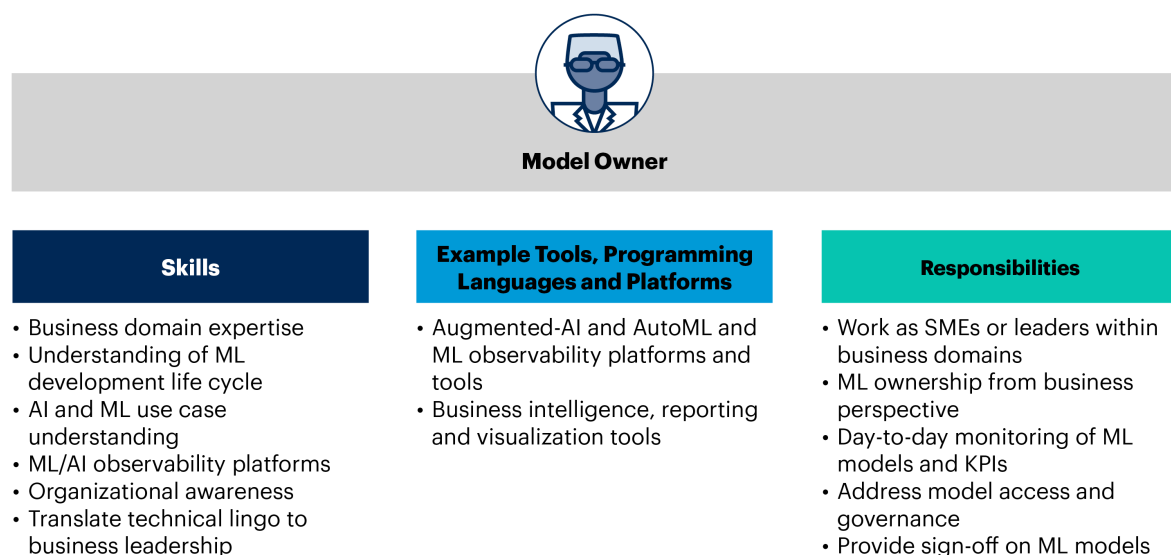 Model Owner
Skills
• Business domain expertise
• Understanding of ML
development life cycle
• AI and ML use case
understanding
• ML/AI observability platforms
• Organizational awareness
• Translate technical lingo to
business leadership
Example Tools, Programming
Languages and Platforms
• Augmented-AI and AutoML and
ML observability platforms and
tools
• Business intelligence, reporting
and visualization tools
Responsibilities
• Work as SMEs or leaders within
business domains
• ML ownership from business
perspective
• Day-to-day monitoring of ML
models and KPIs
• Address model access and
governance
• Provide sign-off on ML models